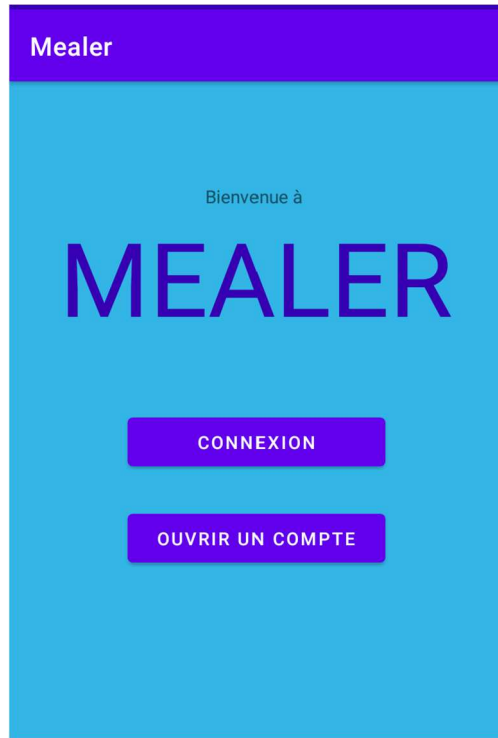 Mealer
Bienvenue à
MEALER
CONNEXION
OUVRIR UN COMPTE